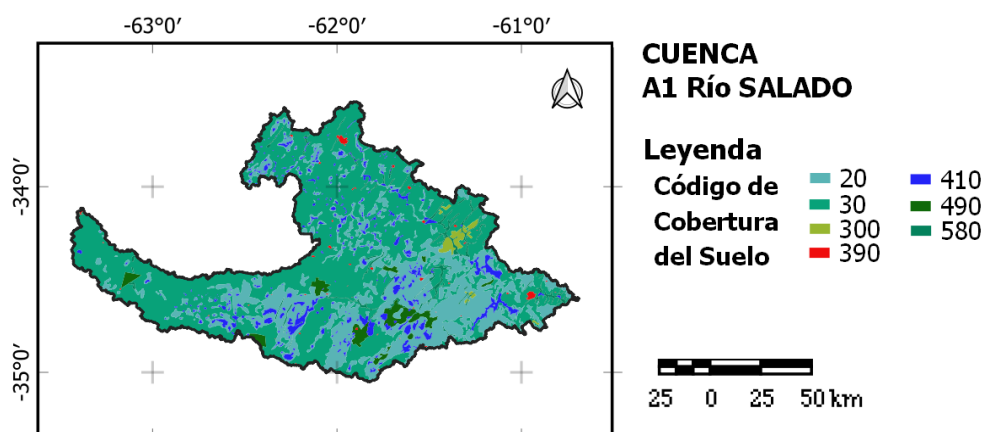 -63°0′ -62°0′ -61°0′
-34°0′
-35°0′
CUENCA
A1 Río SALADO
Leyenda
Código de
Cobertura
del Suelo
20
30
300
390
410
490
580
25 0 25 50 km